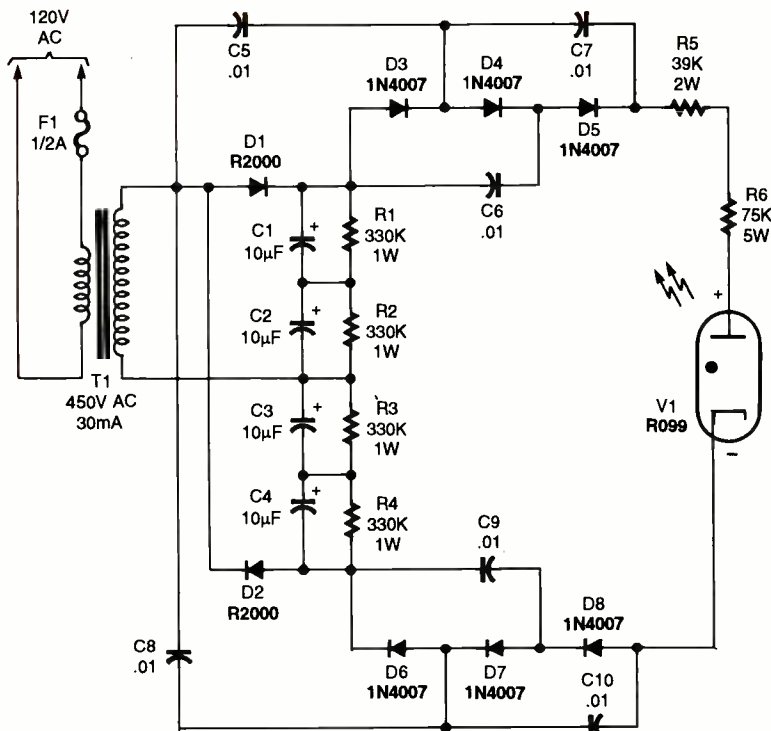 120V
AC
F1
1/2A
T1
450V AC
30mA
C5
.01
C7
.01
D3
1N4007
D4
1N4007
D5
1N4007
R5
39K
2W
D1
R2000
C6
.01
R6
75K
5W
C1
10µF
+
R1
330K
1W
C2
10µF
+
R2
330K
1W
C3
10µF
+
R3
330K
1W
C4
10µF
+
R4
330K
1W
+
V1
R099
–
D2
R2000
C9
.01
C8
.01
D6
1N4007
D7
1N4007
D8
1N4007
C10
.01